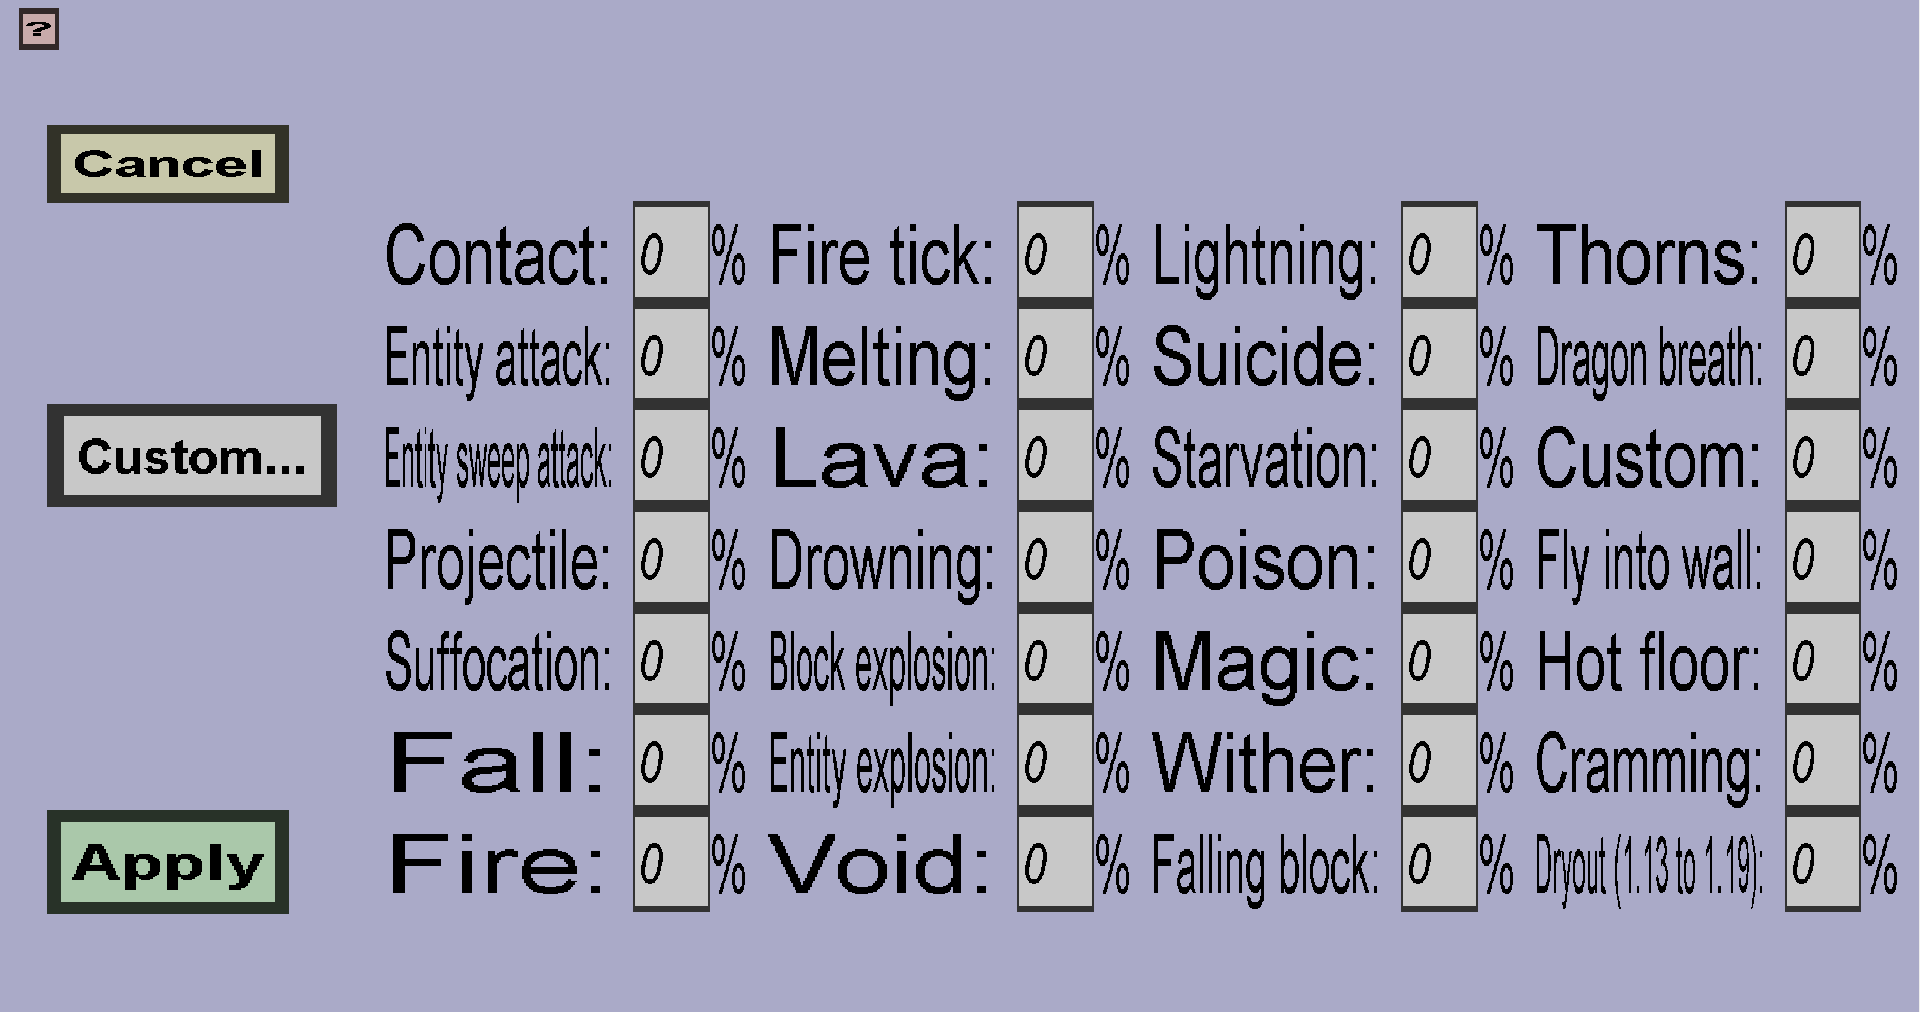 ?
Cancel
Contact: 0 % Fire tick: 0 % Lightning: 0 % Thorns: 0 %
Entity attack: 0 % Melting: 0 % Suicide: 0 % Dragon breath: 0 %
Custom...
Entity sweep attack: 0 % Lava: 0 % Starvation: 0 % Custom: 0 %
Projectile: 0 % Drowning: 0 % Poison: 0 % Fly into wall: 0 %
Suffocation: 0 % Block explosion: 0 % Magic: 0 % Hot floor: 0 %
Fall: 0 % Entity explosion: 0 % Wither: 0 % Cramming: 0 %
Apply
Fire: 0 % Void: 0 % Falling block: 0 % Dryout (1.13 to 1.19): 0 %